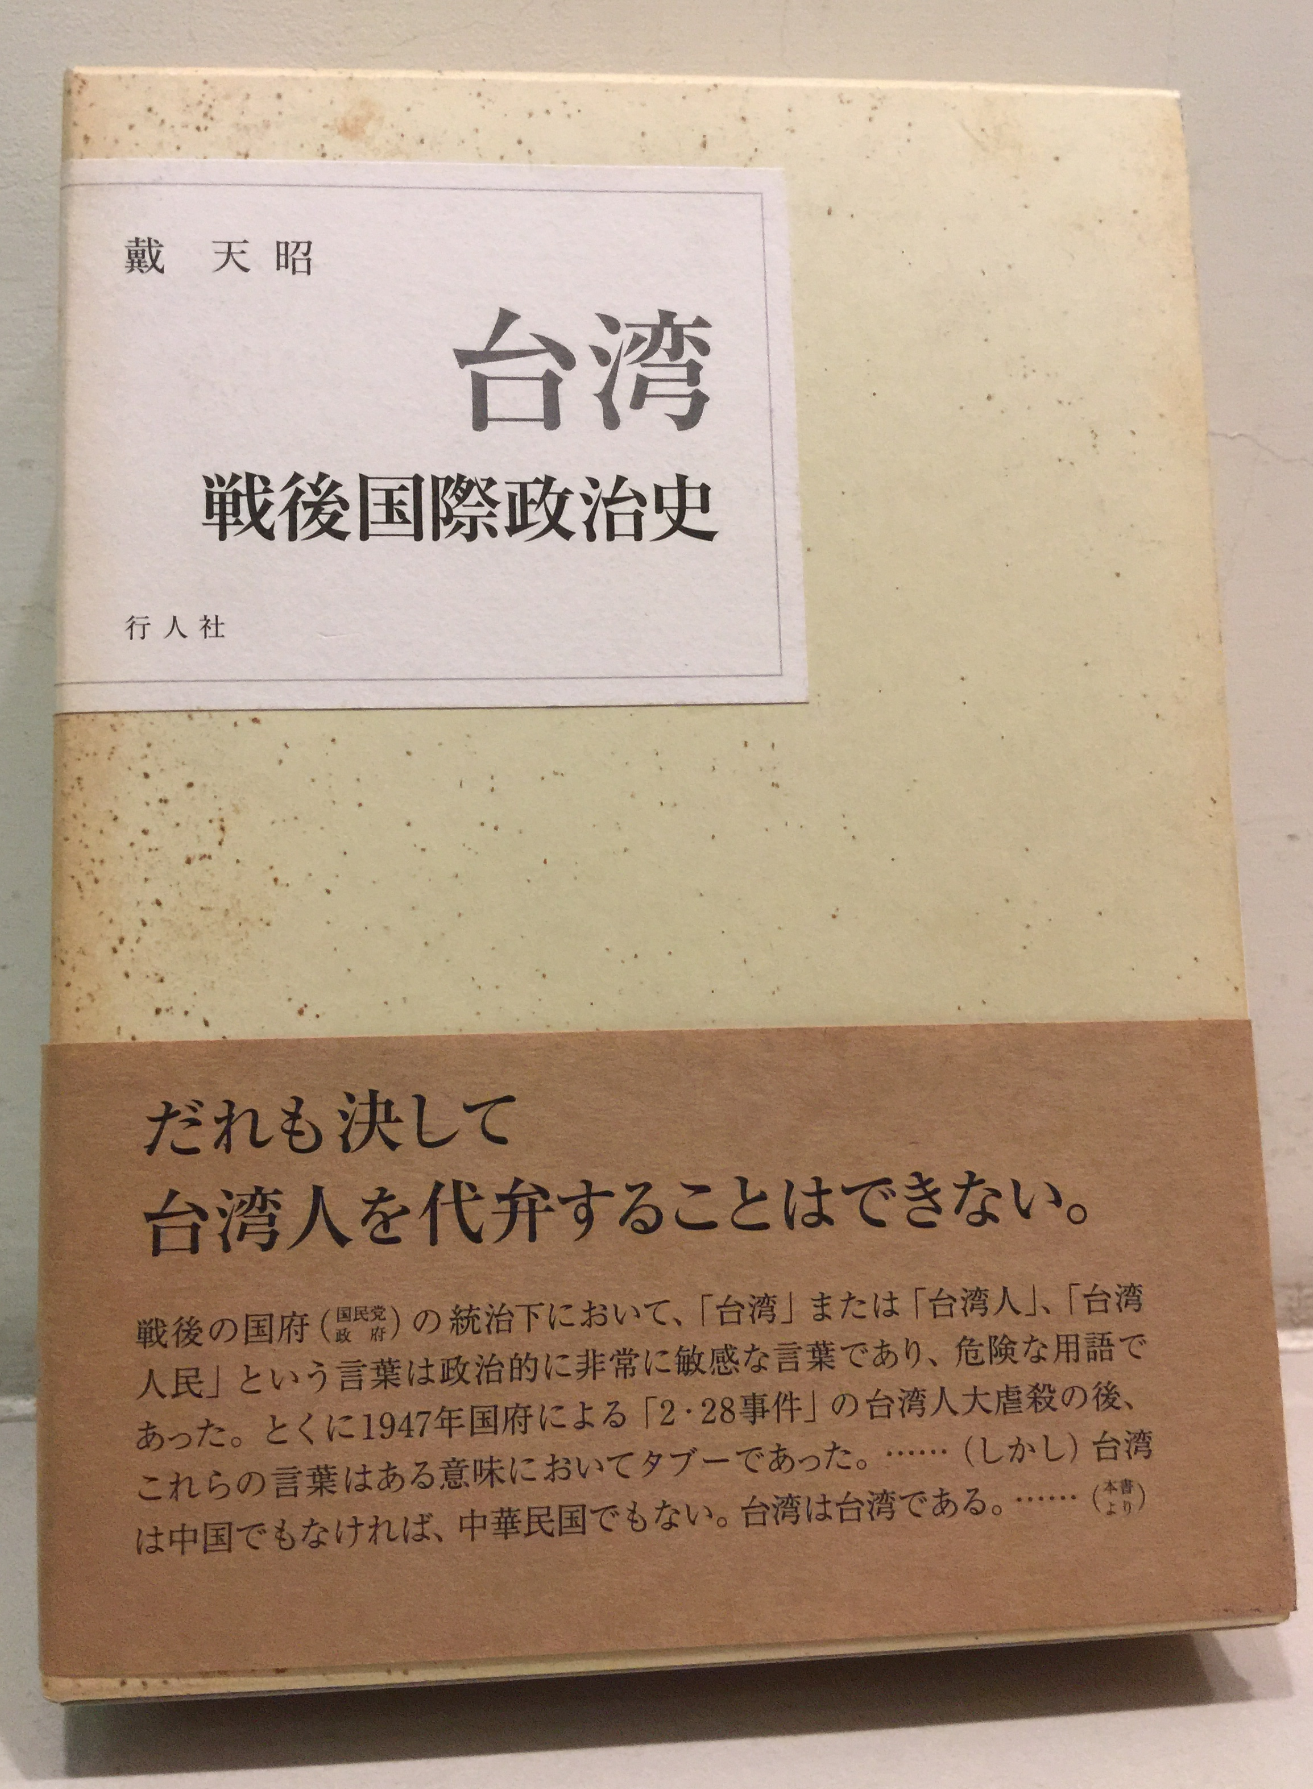 戴 天昭
台湾
戦後国際政治史
行人社
だれも決して
台湾人を代弁することはできない。
戦後の国府(国民党政府)の統治下において、「台湾」または「台湾人」、「台湾
人民」という言葉は政治的に非常に敏感な言葉であり、危険な用語で
あった。とくに1947年国府による「2・28事件」の台湾人大虐殺の後、
これらの言葉はある意味においてタブーであった。……(しかし)台湾
は中国でもなければ、中華民国でもない。台湾は台湾である。……(本書より)